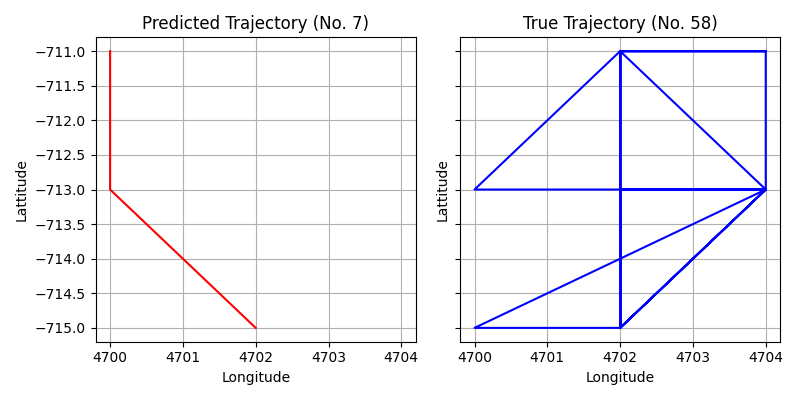 Predicted Trajectory (No. 7)
True Trajectory (No. 58)
−711.0
−711.5
−712.0
−712.5
−713.0
−713.5
−714.0
−714.5
−715.0
Lattitude
Lattitude
4700 4701 4702 4703 4704
4700 4701 4702 4703 4704
Longitude
Longitude